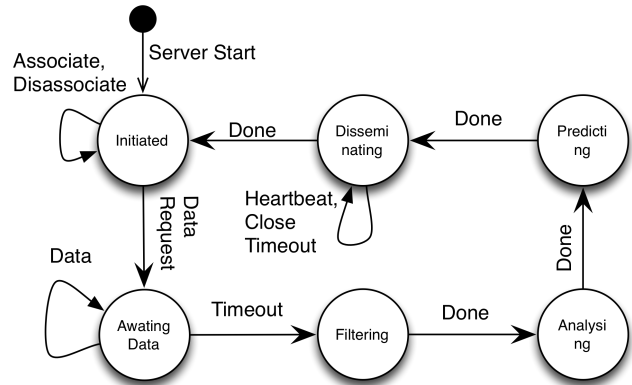 Server Start
Associate,
Disassociate
Initiated
Done
Dissemi
nating
Done
Predicti
ng
Data
Request
Heartbeat,
Close
Timeout
Done
Data
Awating
Data
Timeout
Filtering
Done
Analysi
ng